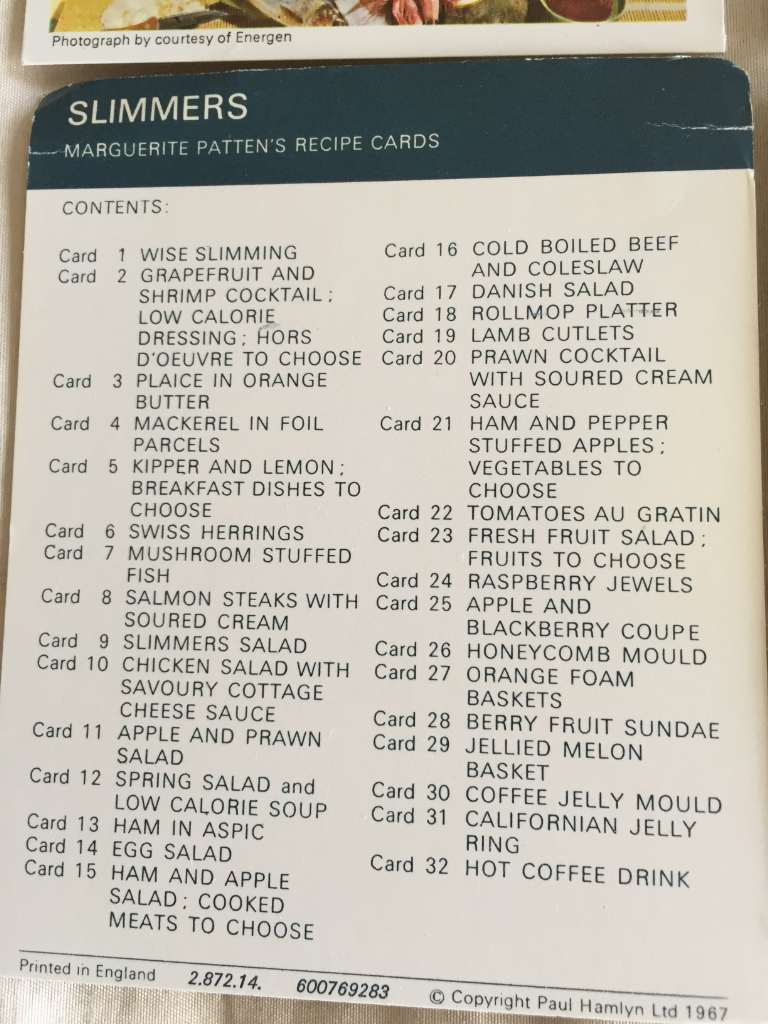 Photograph by courtesy of Energen
SLIMMERS
MARGUERITE PATTEN'S RECIPE CARDS
CONTENTS:
Card 1 WISE SLIMMING
Card 2 GRAPEFRUIT AND
SHRIMP COCKTAIL;
LOW CALORIE
DRESSING; HORS
D'OEUVRE TO CHOOSE
Card 3 PLAICE IN ORANGE
BUTTER
Card 4 MACKEREL IN FOIL
PARCELS
Card 5 KIPPER AND LEMON;
BREAKFAST DISHES TO
CHOOSE
Card 6 SWISS HERRINGS
Card 7 MUSHROOM STUFFED
FISH
Card 8 SALMON STEAKS WITH
SOURED CREAM
Card 9 SLIMMERS SALAD
Card 10 CHICKEN SALAD WITH
SAVOURY COTTAGE
CHEESE SAUCE
Card 11 APPLE AND PRAWN
SALAD
Card 12 SPRING SALAD and
LOW CALORIE SOUP
Card 13 HAM IN ASPIC
Card 14 EGG SALAD
Card 15 HAM AND APPLE
SALAD; COOKED
MEATS TO CHOOSE
Card 16 COLD BOILED BEEF
AND COLESLAW
Card 17 DANISH SALAD
Card 18 ROLLMOP PLATTER
Card 19 LAMB CUTLETS
Card 20 PRAWN COCKTAIL
WITH SOURED CREAM
SAUCE
Card 21 HAM AND PEPPER
STUFFED APPLES;
VEGETABLES TO
CHOOSE
Card 22 TOMATOES AU GRATIN
Card 23 FRESH FRUIT SALAD;
FRUITS TO CHOOSE
Card 24 RASPBERRY JEWELS
Card 25 APPLE AND
BLACKBERRY COUPE
Card 26 HONEYCOMB MOULD
Card 27 ORANGE FOAM
BASKETS
Card 28 BERRY FRUIT SUNDAE
Card 29 JELLIED MELON
BASKET
Card 30 COFFEE JELLY MOULD
Card 31 CALIFORNIAN JELLY
RING
Card 32 HOT COFFEE DRINK
Printed in England 2.872.14. 600769283 © Copyright Paul Hamlyn Ltd 1967